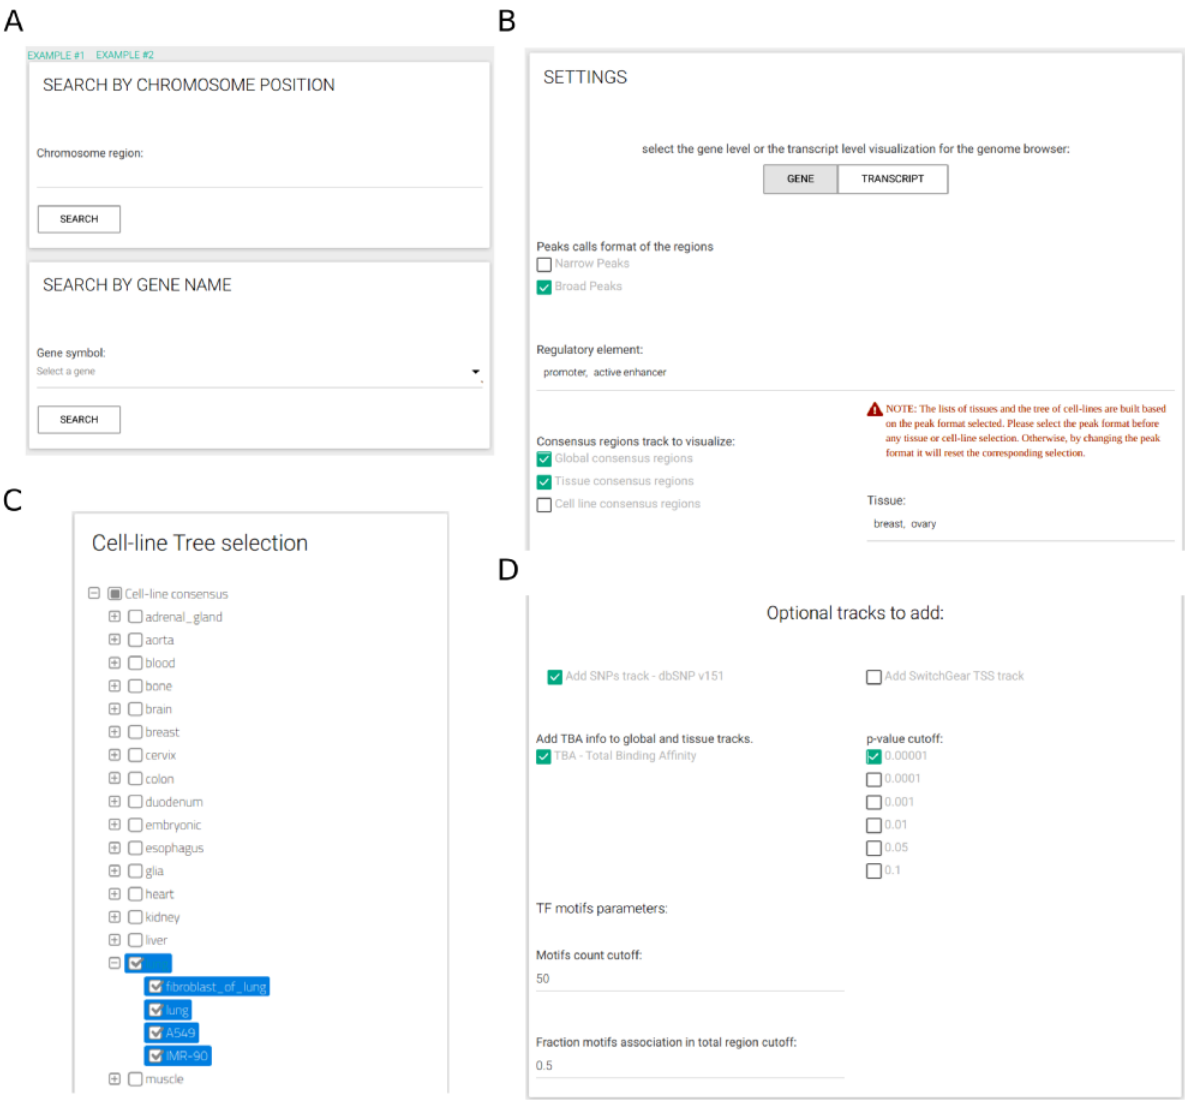 A
EXAMPLE #1 EXAMPLE #2
SEARCH BY CHROMOSOME POSITION
Chromosome region:
SEARCH
SEARCH BY GENE NAME
Gene symbol:
Select a gene
SEARCH
B
SETTINGS
select the gene level or the transcript level visualization for the genome browser:
GENE TRANSCRIPT
Peaks calls format of the regions
Narrow Peaks
Broad Peaks
Regulatory element:
promoter, active enhancer
NOTE: The lists of tissues and the tree of cell-lines are built based
on the peak format selected. Please select the peak format before
any tissue or cell-line selection. Otherwise, by changing the peak
format it will reset the corresponding selection.
Consensus regions track to visualize:
Global consensus regions
Tissue consensus regions
Cell line consensus regions
Tissue:
breast, ovary
C
Cell-line Tree selection
Cell-line consensus
adrenal_gland
aorta
blood
bone
brain
breast
cervix
colon
duodenum
embryonic
esophagus
glia
heart
kidney
liver
fibroblast_of_lung
lung
A549
IMR-90
muscle
D
Optional tracks to add:
Add SNPs track - dbSNP v151
Add SwitchGear TSS track
Add TBA info to global and tissue tracks.
TBA - Total Binding Affinity
p-value cutoff:
0.00001
0.0001
0.001
0.01
0.05
0.1
TF motifs parameters:
Motifs count cutoff:
50
Fraction motifs association in total region cutoff:
0.5